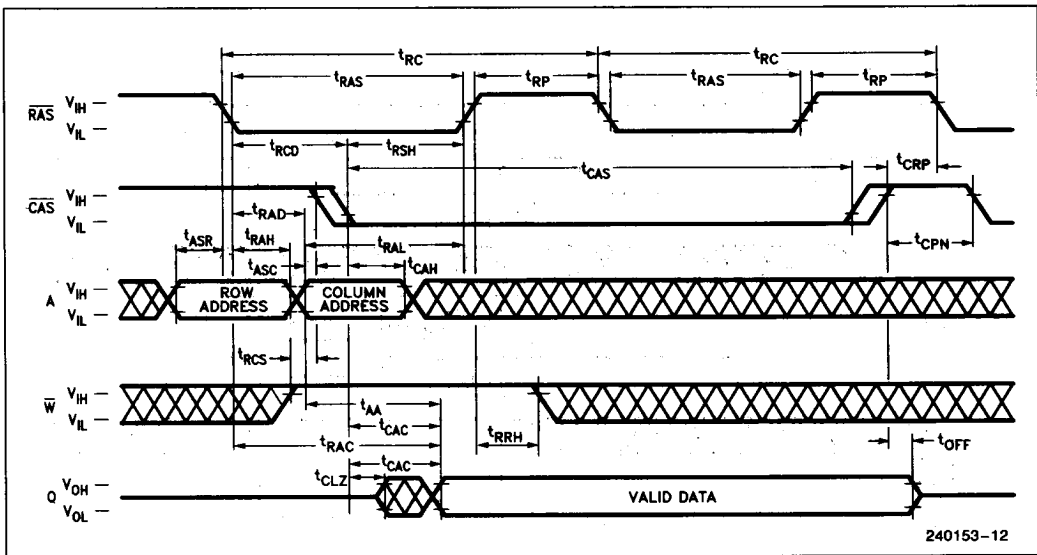 tRC tRC
tRAS tRP tRAS tRP
RAS VIH
VIL
tRCD tRSH
tCAS tCRP
CAS VIH
VIL
tRAD
tASR tRAH tRAL
tCPN
tASC tCAH
A VIH
VIL
ROW ADDRESS
COLUMN ADDRESS
tRCS
W VIH
VIL
tAA
tCAC
tRAC
tRRH
tOFF
tCAC
tCLZ
Q VOH
VOL
VALID DATA
240153-12